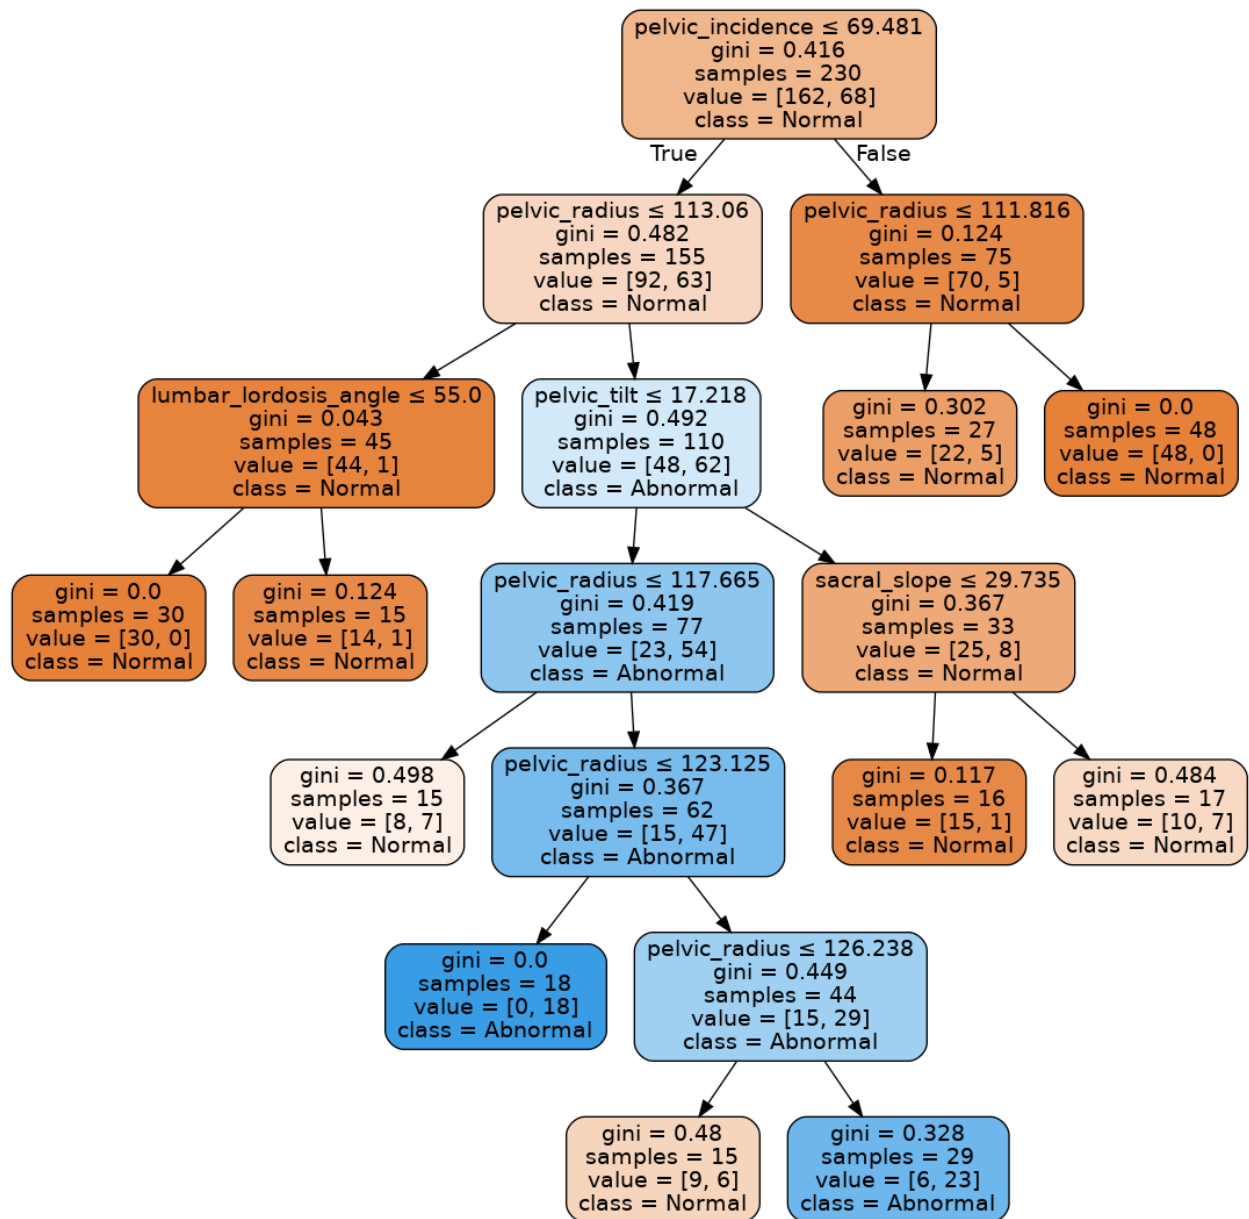 pelvic_incidence ≤ 69.481
gini = 0.416
samples = 230
value = [162, 68]
class = Normal
True
False
pelvic_radius ≤ 113.06
gini = 0.482
samples = 155
value = [92, 63]
class = Normal
pelvic_radius ≤ 111.816
gini = 0.124
samples = 75
value = [70, 5]
class = Normal
lumbar_lordosis_angle ≤ 55.0
gini = 0.043
samples = 45
value = [44, 1]
class = Normal
pelvic_tilt ≤ 17.218
gini = 0.492
samples = 110
value = [48, 62]
class = Abnormal
gini = 0.302
samples = 27
value = [22, 5]
class = Normal
gini = 0.0
samples = 48
value = [48, 0]
class = Normal
gini = 0.0
samples = 30
value = [30, 0]
class = Normal
gini = 0.124
samples = 15
value = [14, 1]
class = Normal
pelvic_radius ≤ 117.665
gini = 0.419
samples = 77
value = [23, 54]
class = Abnormal
sacral_slope ≤ 29.735
gini = 0.367
samples = 33
value = [25, 8]
class = Normal
gini = 0.498
samples = 15
value = [8, 7]
class = Normal
pelvic_radius ≤ 123.125
gini = 0.367
samples = 62
value = [15, 47]
class = Abnormal
gini = 0.117
samples = 16
value = [15, 1]
class = Normal
gini = 0.484
samples = 17
value = [10, 7]
class = Normal
gini = 0.0
samples = 18
value = [0, 18]
class = Abnormal
pelvic_radius ≤ 126.238
gini = 0.449
samples = 44
value = [15, 29]
class = Abnormal
gini = 0.48
samples = 15
value = [9, 6]
class = Normal
gini = 0.328
samples = 29
value = [6, 23]
class = Abnormal